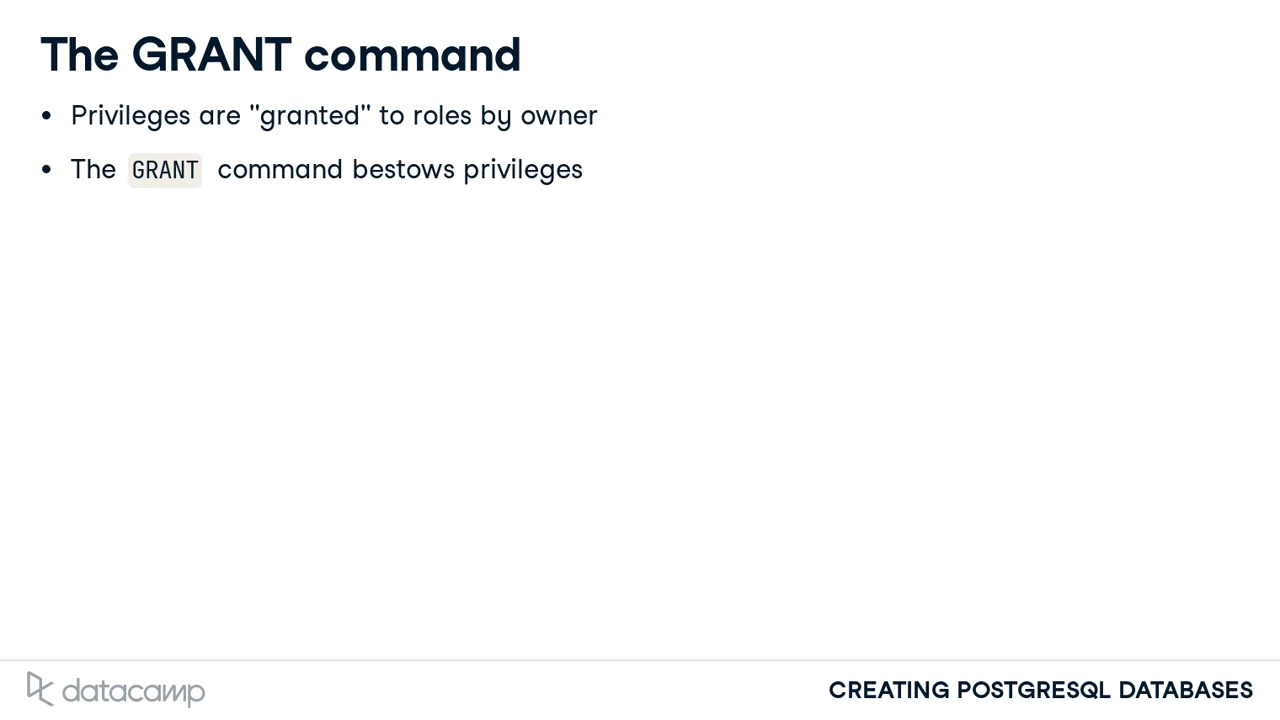 The GRANT command
• Privileges are "granted" to roles by owner
• The GRANT command bestows privileges
datacamp
CREATING POSTGRESQL DATABASES